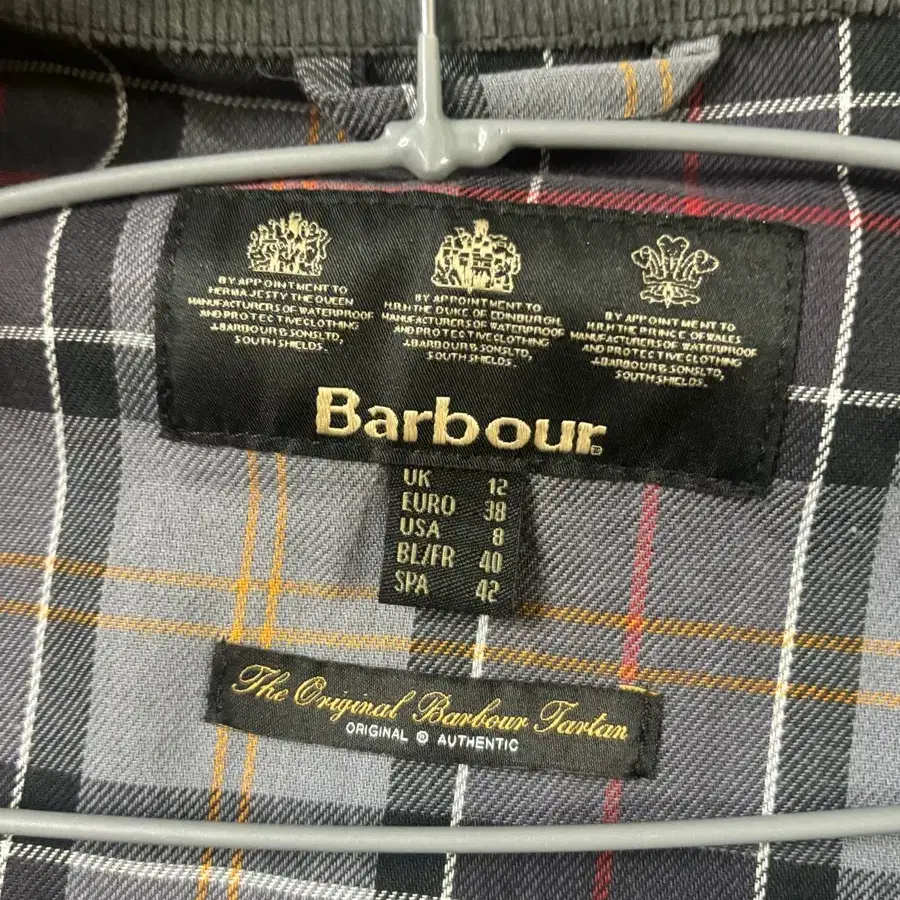 BY APPOINTMENT TO
HER MAJESTY THE QUEEN
MANUFACTURERS OF WATERPROOF
AND PROTECTIVE CLOTHING
J.BARBOUR & SONS LTD,
SOUTH SHIELDS.
BY APPOINTMENT TO
H.R.H THE DUKE OF EDINBURGH
MANUFACTURERS OF WATERPROOF
AND PROTECTIVE CLOTHING
J.BARBOUR & SONS LTD,
SOUTH SHIELDS.
BY APPOINTMENT TO
H.R.H THE PRINCE OF WALES
MANUFACTURERS OF WATERPROOF
AND PROTECTIVE CLOTHING
J.BARBOUR & SONS LTD,
SOUTH SHIELDS.
Barbour®
UK 12
EURO 38
USA 8
BL/FR 40
SPA 42
The Original Barbour Tartan
ORIGINAL ® AUTHENTIC